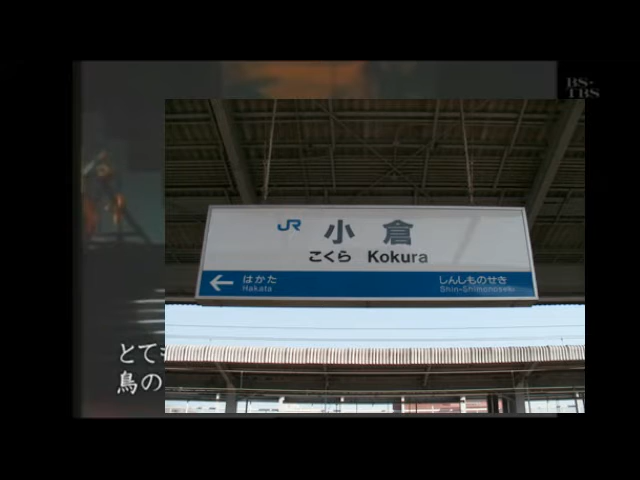 BS-
TBS
JR 小倉
こくら Kokura
← はかた しんしものせき
Hakata Shin-Shimonoseki
とても
鳥の